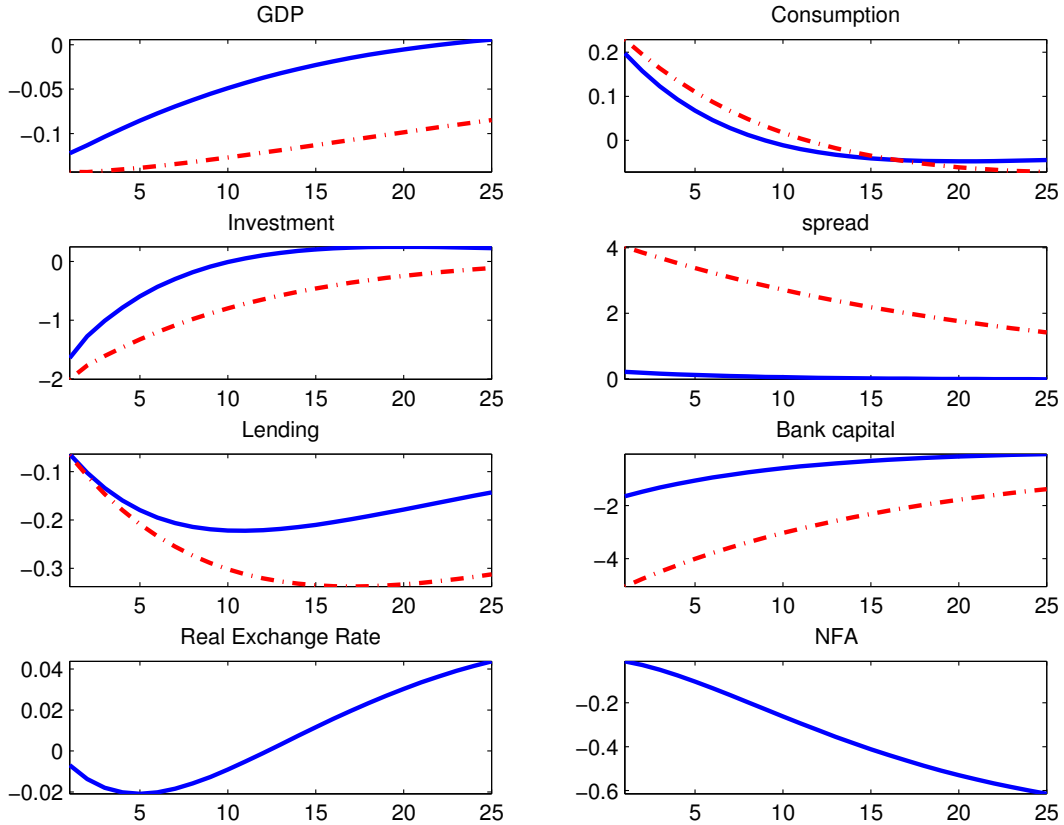 GDP
0
−0.05
−0.1
5 10 15 20 25
Consumption
0.2
0.1
0
5 10 15 20 25
Investment
0
−1
−2
5 10 15 20 25
spread
4
2
0
5 10 15 20 25
Lending
−0.1
−0.2
−0.3
5 10 15 20 25
Bank capital
−2
−4
5 10 15 20 25
Real Exchange Rate
0.04
0.02
0
−0.02
5 10 15 20 25
NFA
−0.2
−0.4
−0.6
5 10 15 20 25